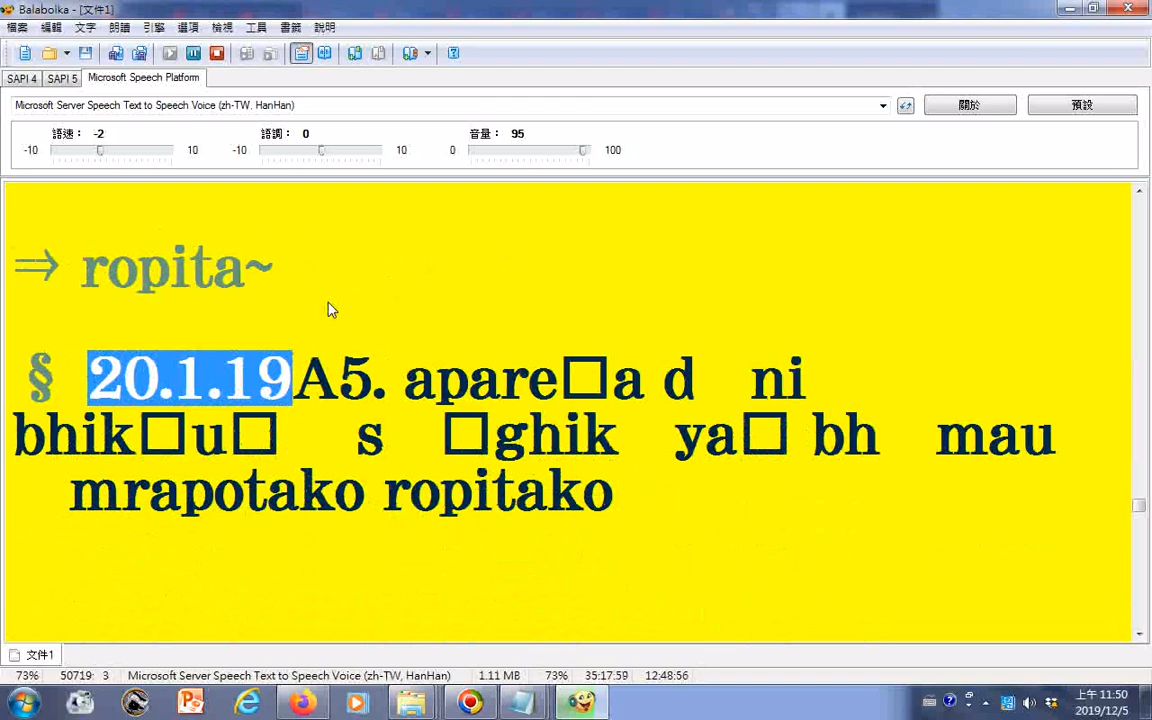 Balabolka - [文件1]
檔案 編輯 文字 朗讀 引擎 選項 檢視 工具 書籤 說明
SAPI 4 SAPI 5 Microsoft Speech Platform
Microsoft Server Speech Text to Speech Voice (zh-TW, HanHan) 關於 預設
語速： -2 語調： 0 音量： 95
-10 10 -10 10 0 100
⇒ ropita~
§ 20.1.19A5. apare□a d ni
bhik□u□ s □ghik ya□ bh mau
mrapotako ropitako
文件1
73% 50719: 3 Microsoft Server Speech Text to Speech Voice (zh-TW, HanHan) 1.11 MB 73% 35:17:59 12:48:56
上午 11:50
2019/12/5